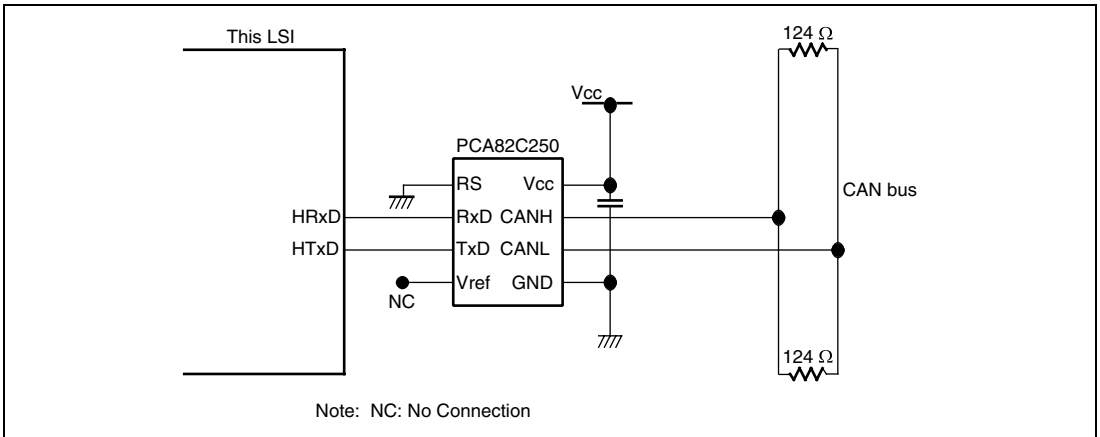 This LSI
124 Ω
Vcc
PCA82C250
RS Vcc
CAN bus
HRxD RxD CANH
HTxD TxD CANL
Vref GND
NC
124 Ω
Note: NC: No Connection